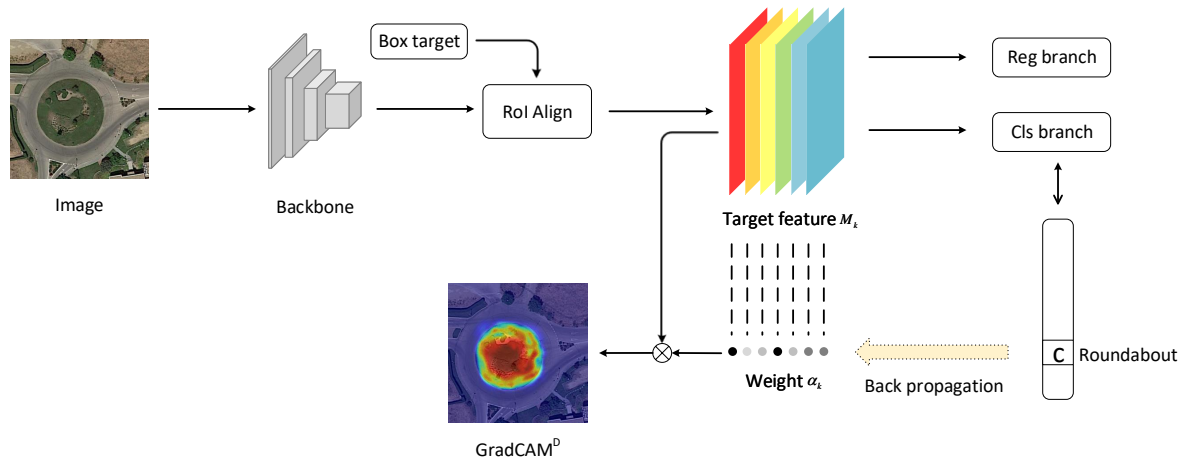 Box target
Reg branch
RoI Align
Cls branch
Image
Backbone
Target feature M_k
C
Roundabout
Weight α_k
Back propagation
GradCAM^D